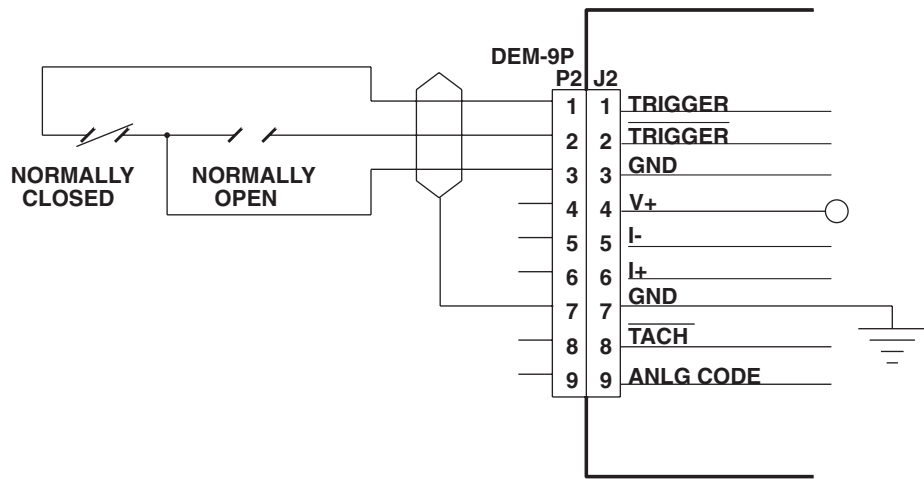 DEM-9P
P2 J2
1 1 TRIGGER
2 2 TRIGGER
3 3 GND
4 4 V+
5 5 I-
6 6 I+
7 7 GND
8 8 TACH
9 9 ANLG CODE
NORMALLY
CLOSED
NORMALLY
OPEN